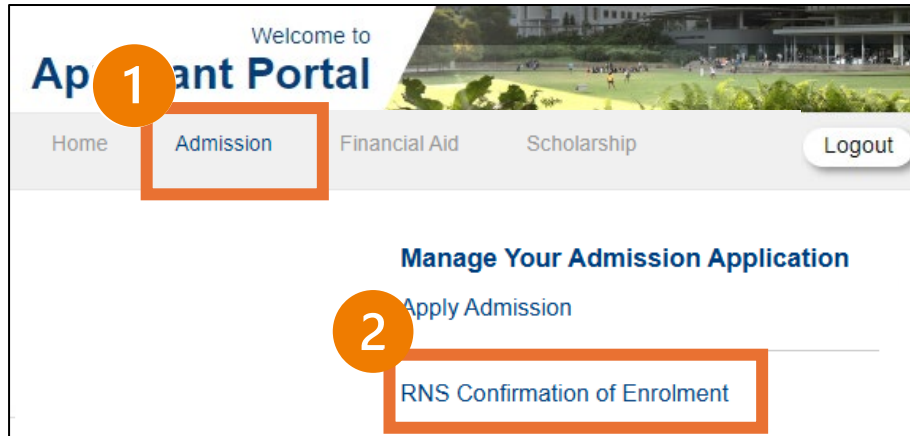 Welcome to
Ap 1 ant Portal
Home Admission Financial Aid Scholarship Logout
Manage Your Admission Application
Apply Admission
2
RNS Confirmation of Enrolment